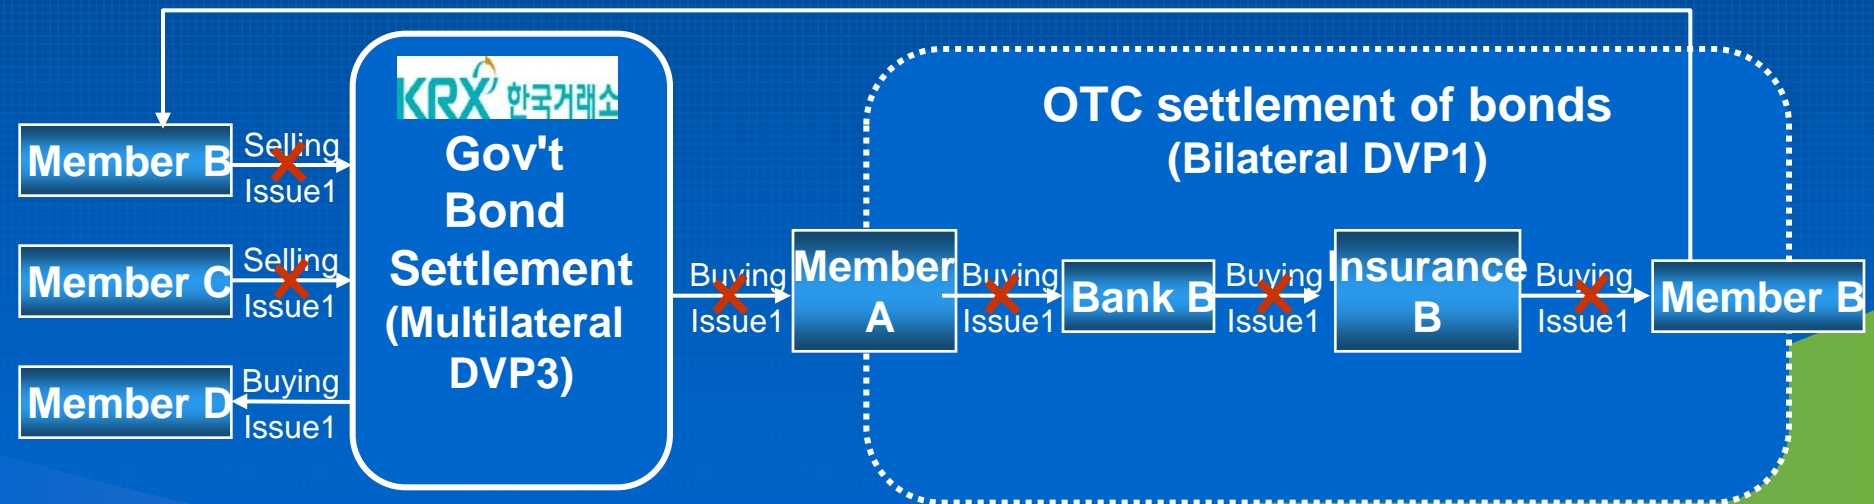 KRX 한국거래소
Gov't
Bond
Settlement
(Multilateral
DVP3)
OTC settlement of bonds
(Bilateral DVP1)
Member B
Selling
Issue1
Member C
Selling
Issue1
Member D
Buying
Issue1
Buying
Issue1
Member
A
Buying
Issue1
Bank B
Buying
Issue1
Insurance
B
Buying
Issue1
Member B